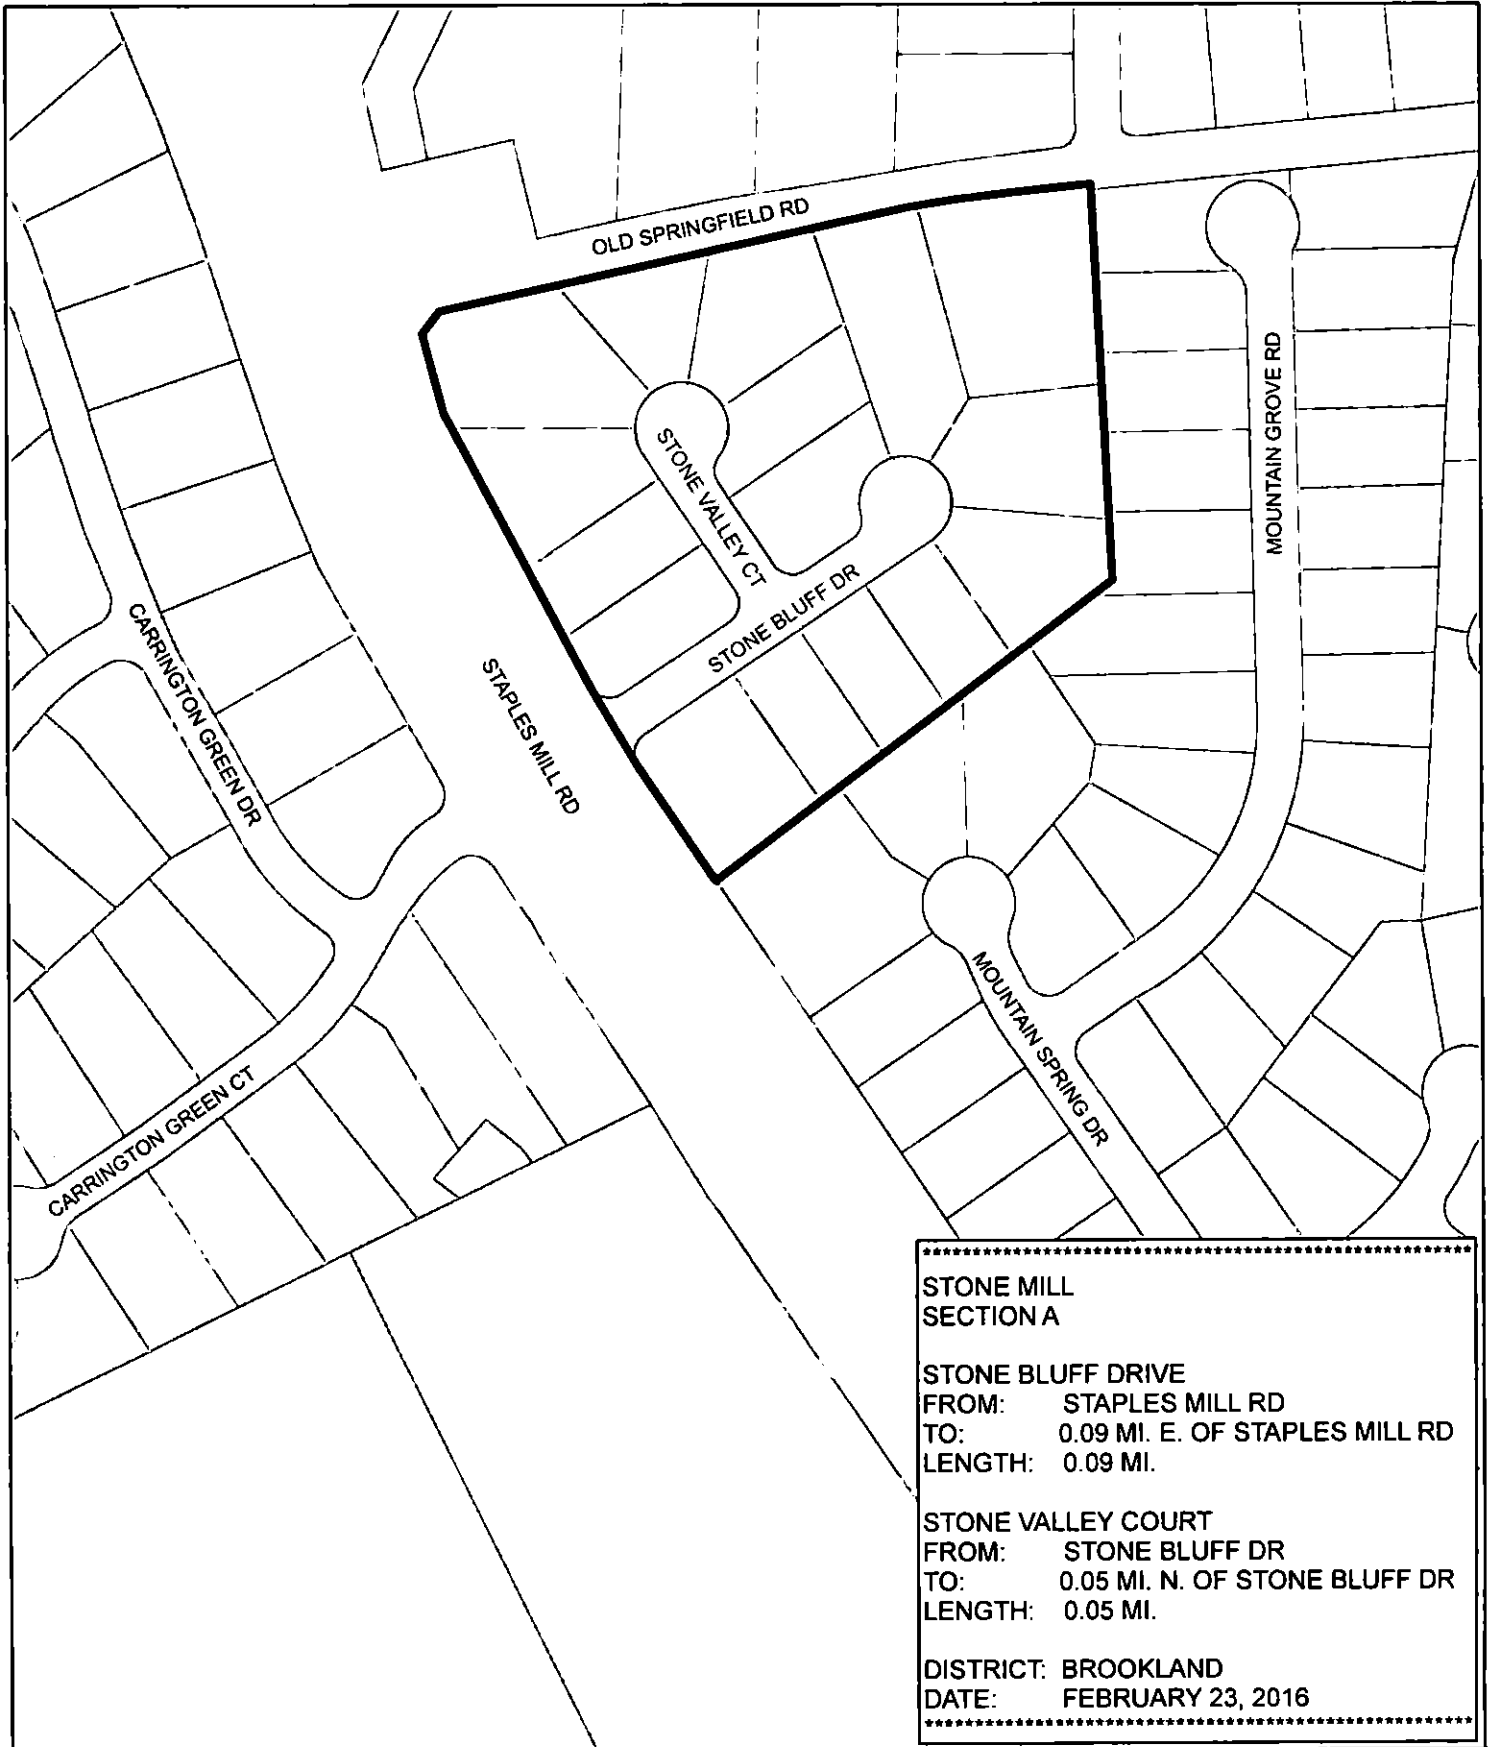 OLD SPRINGFIELD RD
MOUNTAIN GROVE RD
STONE VALLEY CT
STONE BLUFF DR
CARRINGTON GREEN DR
STAPLES MILL RD
MOUNTAIN SPRING DR
CARRINGTON GREEN CT
STONE MILL
SECTION A
STONE BLUFF DRIVE
FROM: STAPLES MILL RD
TO: 0.09 MI. E. OF STAPLES MILL RD
LENGTH: 0.09 MI.
STONE VALLEY COURT
FROM: STONE BLUFF DR
TO: 0.05 MI. N. OF STONE BLUFF DR
LENGTH: 0.05 MI.
DISTRICT: BROOKLAND
DATE: FEBRUARY 23, 2016